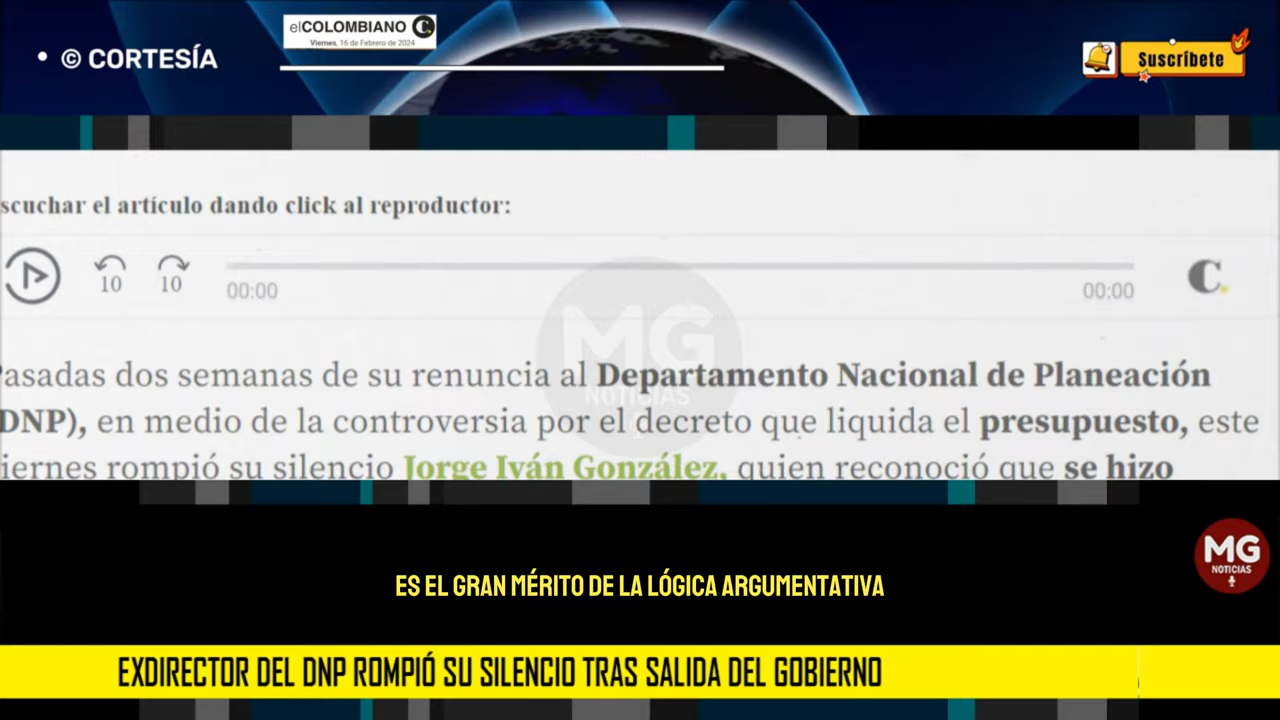 elCOLOMBIANO C.
Viernes, 16 de Febrero de 2024
• © CORTESÍA
Suscríbete
scuchar el artículo dando click al reproductor:
10 10
00:00 00:00
C.
MG
NOTICIAS
asadas dos semanas de su renuncia al Departamento Nacional de Planeación
DNP), en medio de la controversia por el decreto que liquida el presupuesto, este
iernes rompió su silencio Jorge Iván González, quien reconoció que se hizo
MG
NOTICIAS
ES EL GRAN MÉRITO DE LA LÓGICA ARGUMENTATIVA
EXDIRECTOR DEL DNP ROMPIÓ SU SILENCIO TRAS SALIDA DEL GOBIERNO